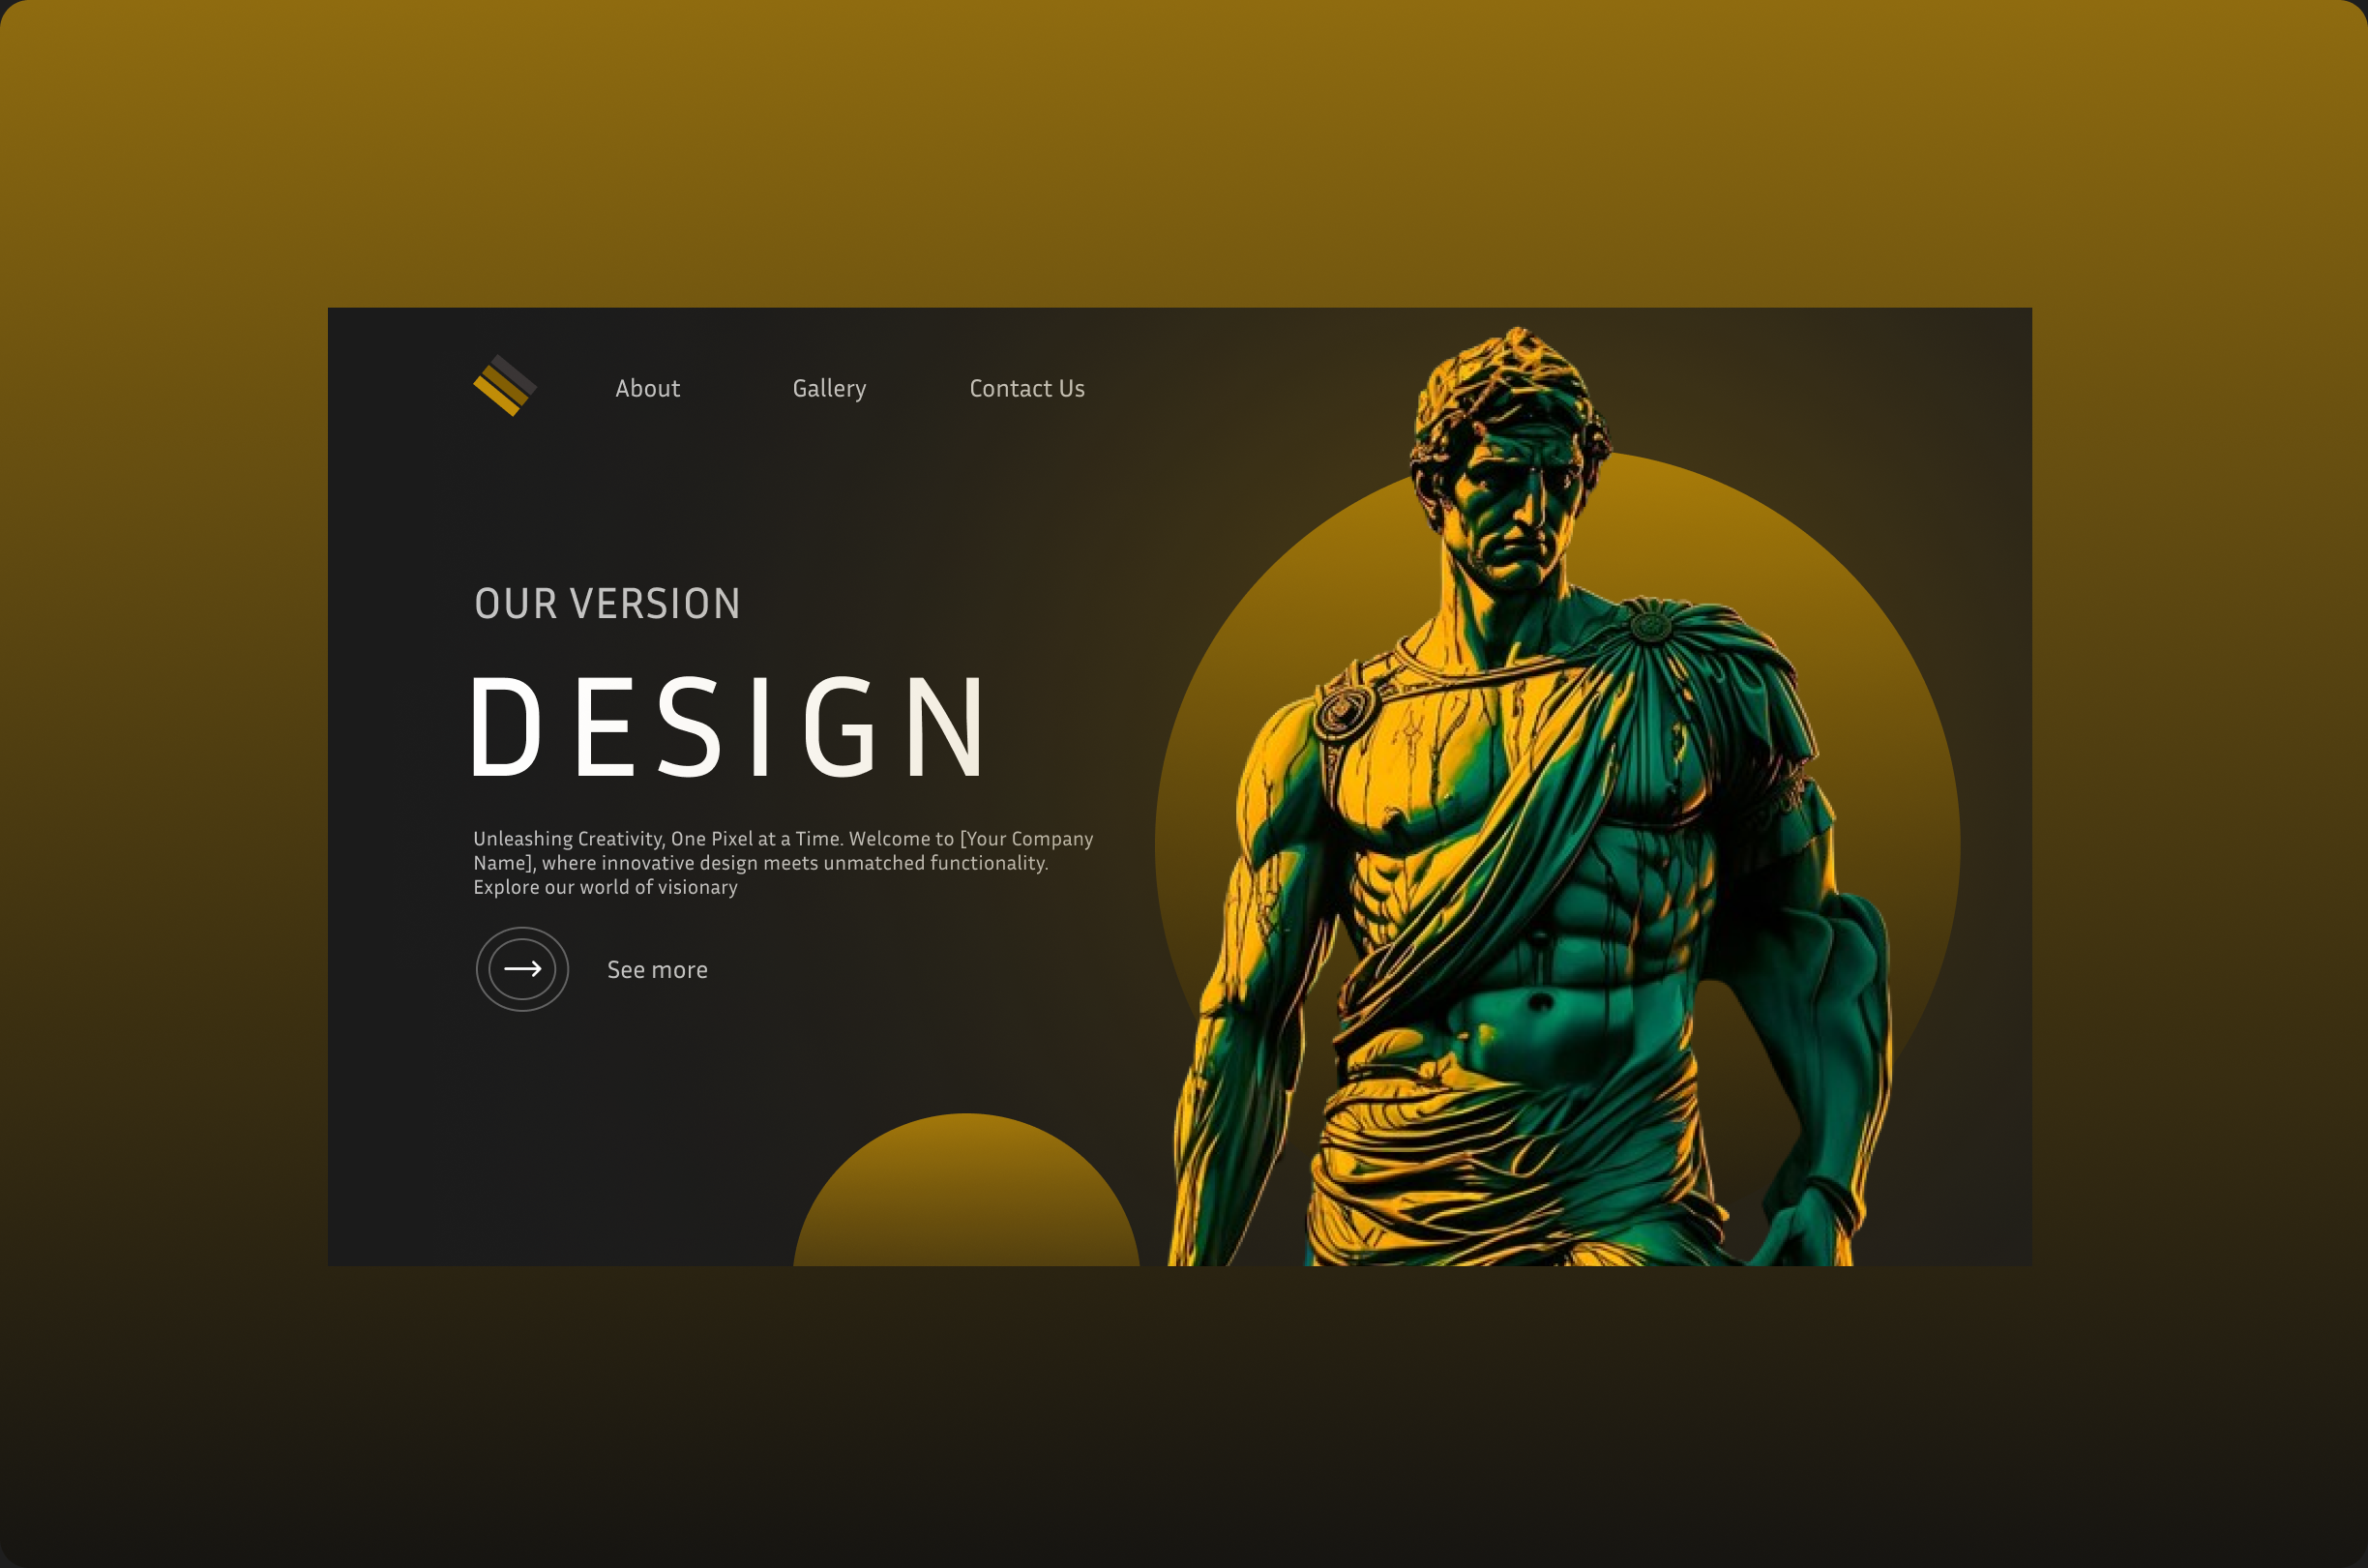 About
Gallery
Contact Us
OUR VERSION
DESIGN
Unleashing Creativity, One Pixel at a Time. Welcome to [Your Company
Name], where innovative design meets unmatched functionality.
Explore our world of visionary
See more